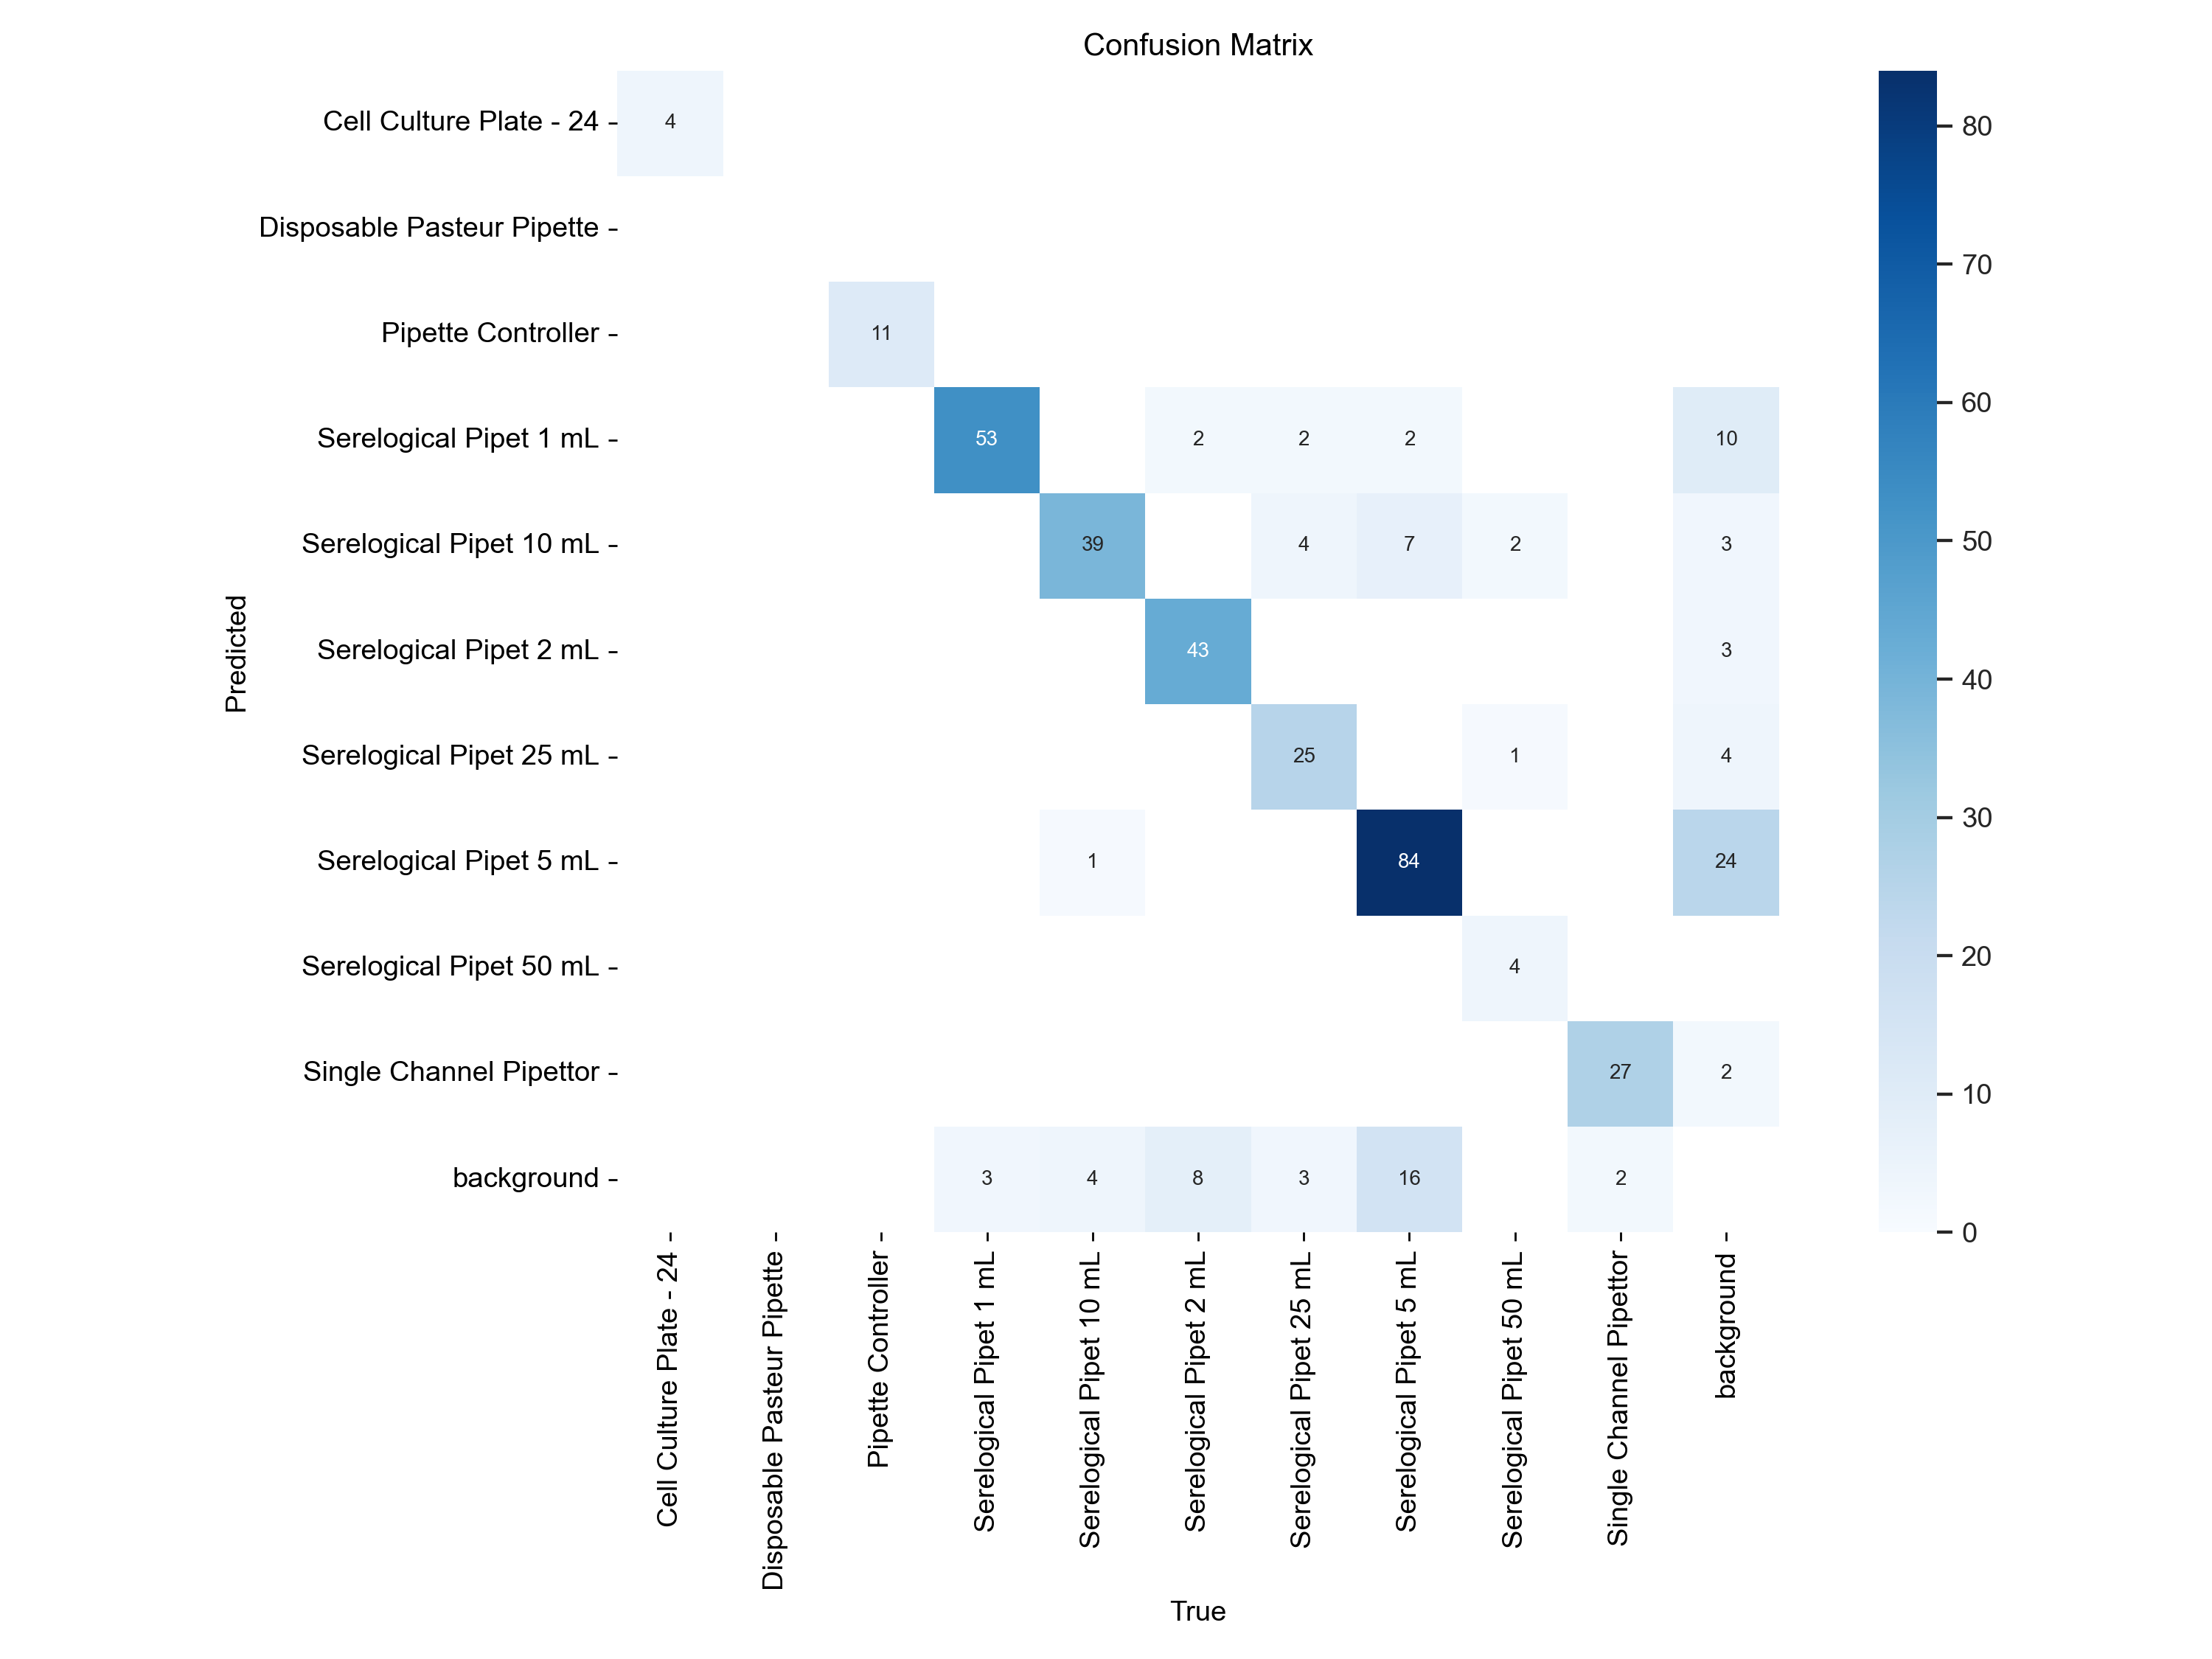 Confusion Matrix
Cell Culture Plate - 24
4
80
Disposable Pasteur Pipette
70
Pipette Controller
11
60
Serelogical Pipet 1 mL
53 2 2 2 10
Serelogical Pipet 10 mL
39 4 7 2 3
50
Predicted
Serelogical Pipet 2 mL
43 3
40
Serelogical Pipet 25 mL
25 1 4
30
Serelogical Pipet 5 mL
1 84 24
20
Serelogical Pipet 50 mL
4
Single Channel Pipettor
27 2
10
background
3 4 8 3 16 2
0
Cell Culture Plate - 24
Disposable Pasteur Pipette
Pipette Controller
Serelogical Pipet 1 mL
Serelogical Pipet 10 mL
Serelogical Pipet 2 mL
Serelogical Pipet 25 mL
Serelogical Pipet 5 mL
Serelogical Pipet 50 mL
Single Channel Pipettor
background
True